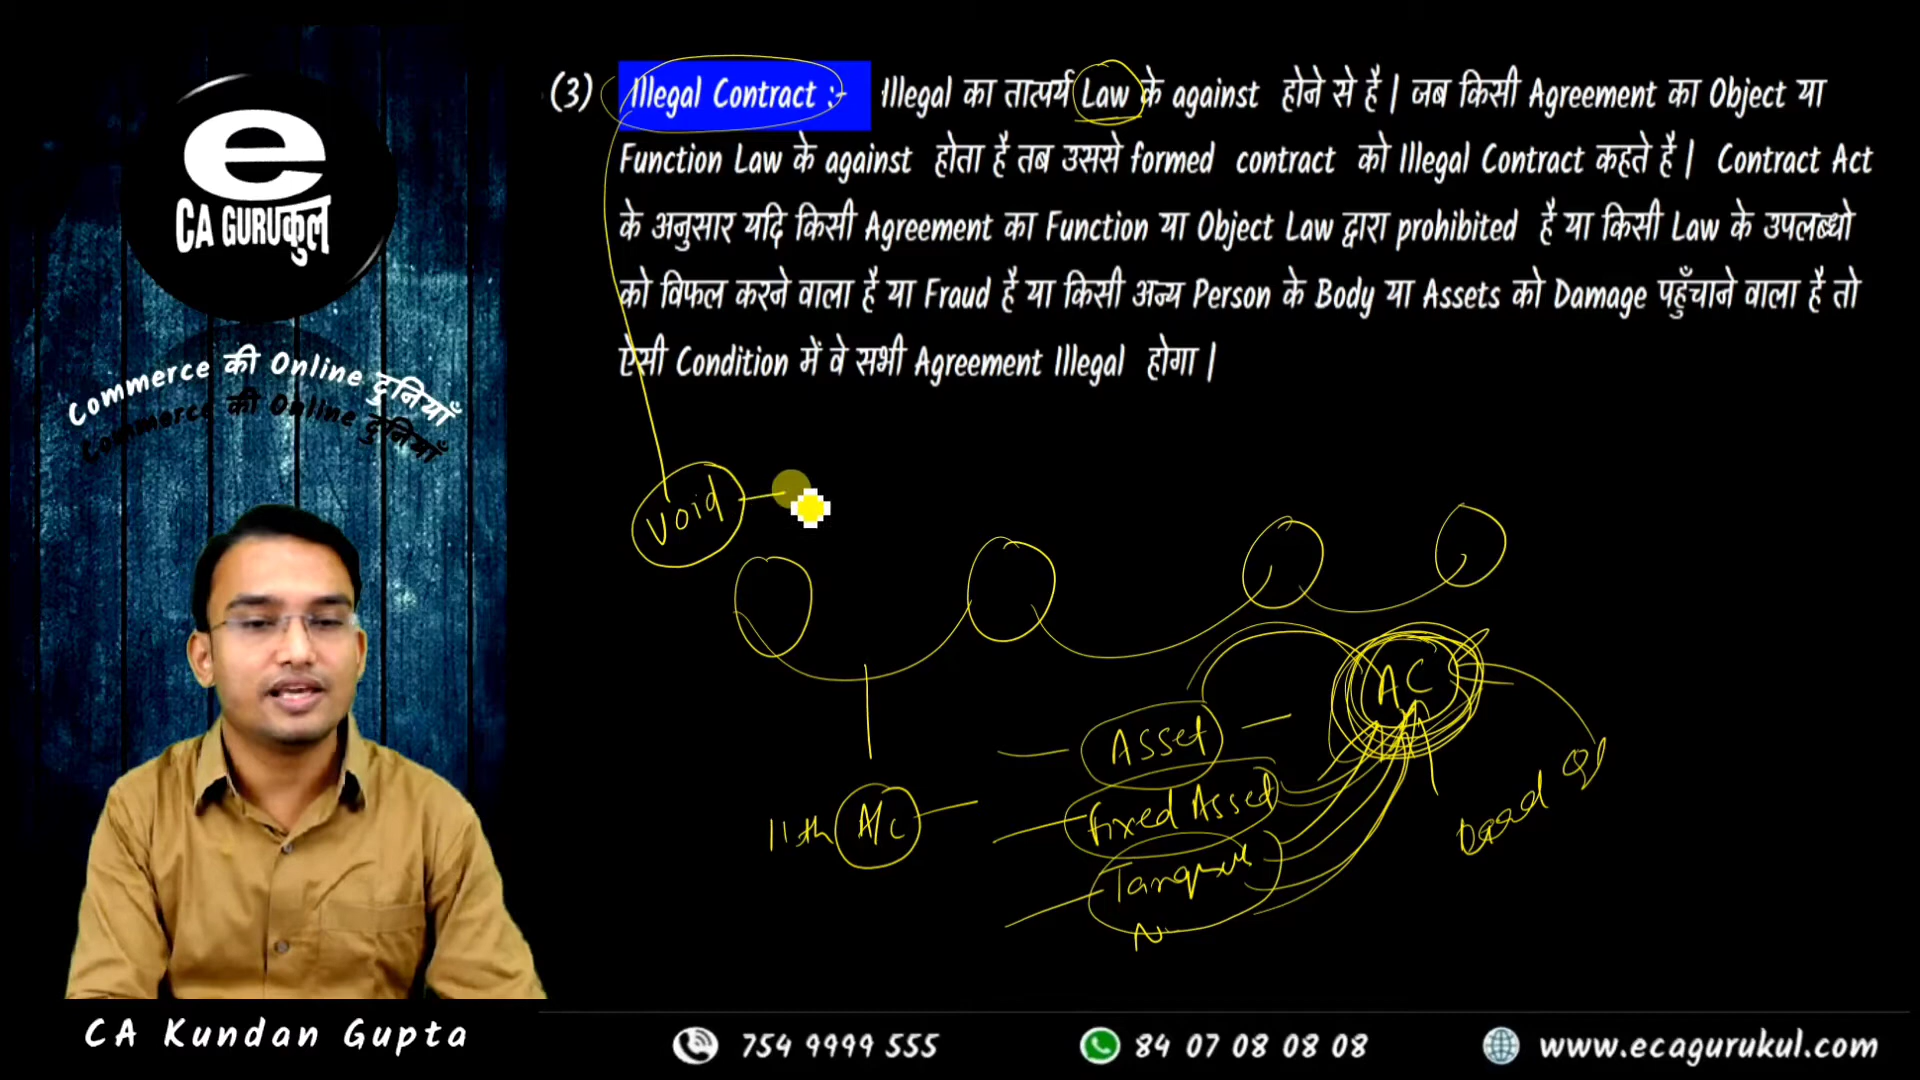 e
CA GURUकुल
Commerce की Online दुनियाँ
Commerce की Online दुनियाँ
(3) Illegal Contract :- Illegal का तात्पर्य Law के against होने से है | जब किसी Agreement का Object या
Function Law के against होता है तब उससे formed contract को Illegal Contract कहते है | Contract Act
के अनुसार यदि किसी Agreement का Function या Object Law द्वारा prohibited है या किसी Law के उपलब्धो
को विफल करने वाला है या Fraud है या किसी अन्य Person के Body या Assets को Damage पहुँचाने वाला है तो
ऐसी Condition में वे सभी Agreement Illegal होगा |
Void
AC
Asset
Fixed Asset
11th A/c
N
CA Kundan Gupta
754 9999 555
84 07 08 08 08
www.ecagurukul.com